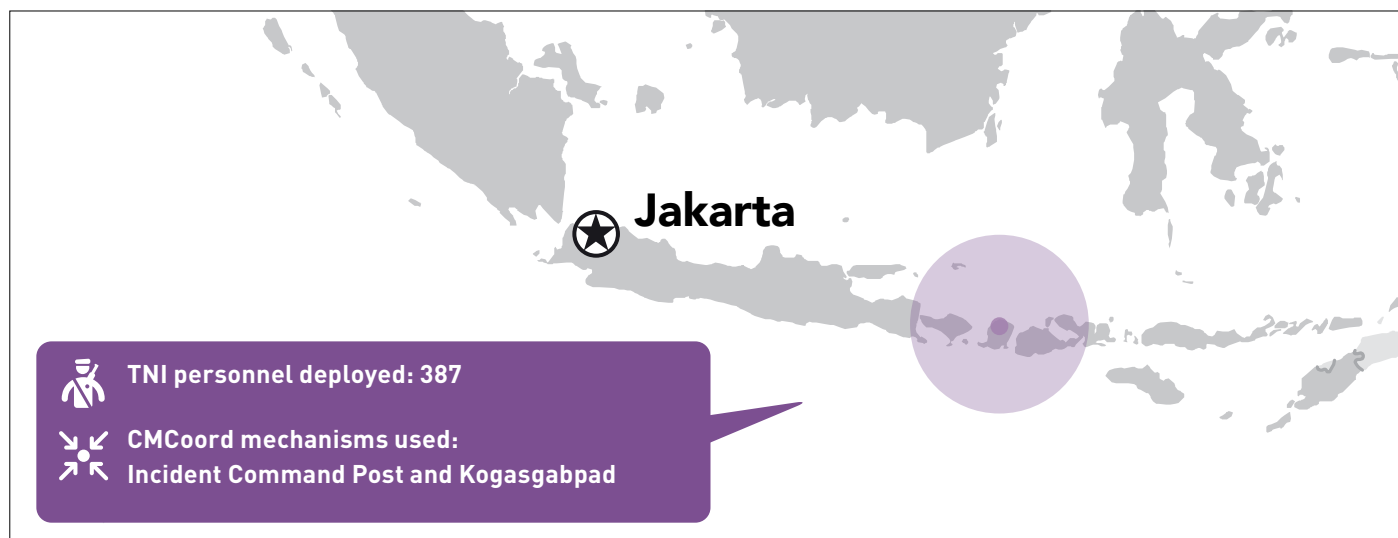 Jakarta
TNI personnel deployed: 387
CMCoord mechanisms used:
Incident Command Post and Kogasgabpad